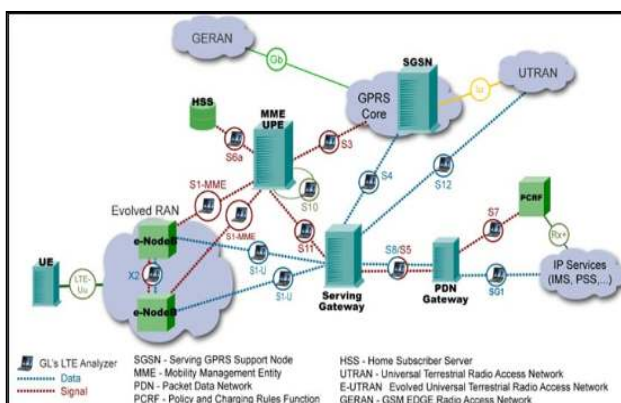 GERAN
Gb
SGSN
UTRAN
GPRS
Core
Iu
HSS
MME
UPE
S6a
S3
S4
S12
S1-MME
S10
Evolved RAN
S1-MME
S11
e-NodeB
S7
PCRF
Rx+
UE
LTE-
Uu
X2
S1-U
S8/S5
e-NodeB
S1-U
Serving
Gateway
PDN
Gateway
SG1
IP Services
(IMS, PSS,...)
GL's LTE Analyzer
Data
Signal
SGSN - Serving GPRS Support Node
MME - Mobility Management Entity
PDN - Packet Data Network
PCRF - Policy and Charging Rules Function
HSS - Home Subscriber Server
UTRAN - Universal Terrestrial Radio Access Network
E-UTRAN Evolved Universal Terrestrial Radio Access Network
GERAN - GSM EDGE Radio Access Network